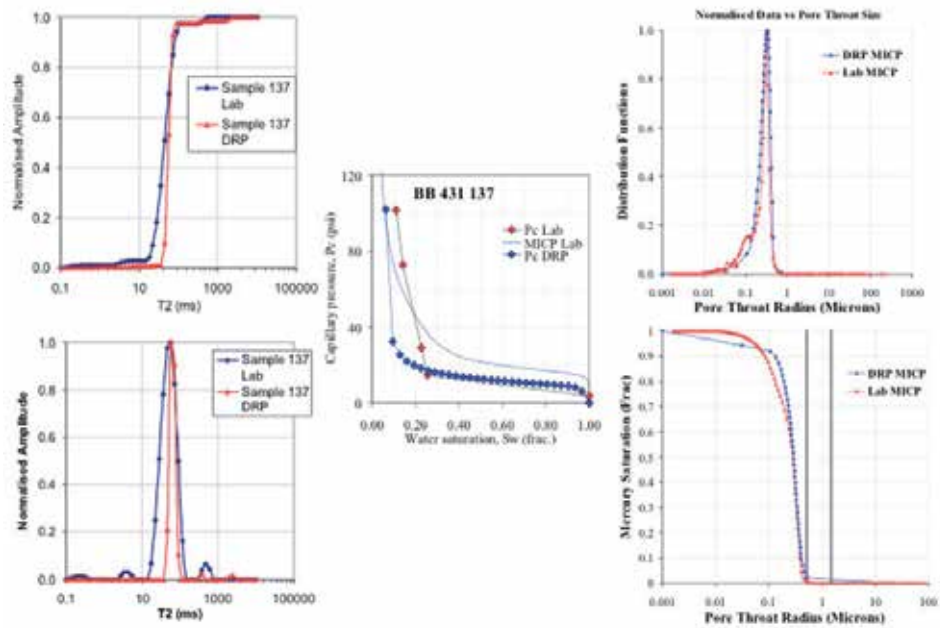 1.0
0.8
0.6
0.4
0.2
0.0
Normalised Amplitude
0.1
10
1000
100000
T2 (ms)
Sample 137
Lab
Sample 137
DRP
1.0
0.8
0.6
0.4
0.2
0.0
Normalised Amplitude
0.1
10
1000
100000
T2 (ms)
Sample 137
Lab
Sample 137
DRP
BB 431 137
120
80
40
0
Capillary pressure, Pc (psi)
Pc Lab
MICP Lab
Pc DRP
0.00
0.20
0.40
0.60
0.80
1.00
Water saturation, Sw (frac.)
Normalised Data vs Pore Throat Size
1
0.8
0.6
0.4
0.2
0
Distribution Functions
DRP MICP
Lab MICP
0.001
0.01
0.1
1
10
100
1000
Pore Throat Radius (Microns)
1
0.9
0.8
0.7
0.6
0.5
0.4
0.3
0.2
0.1
0
Mercury Saturation (Frac)
DRP MICP
Lab MICP
0.001
0.01
0.1
1
10
100
Pore Throat Radius (Microns)